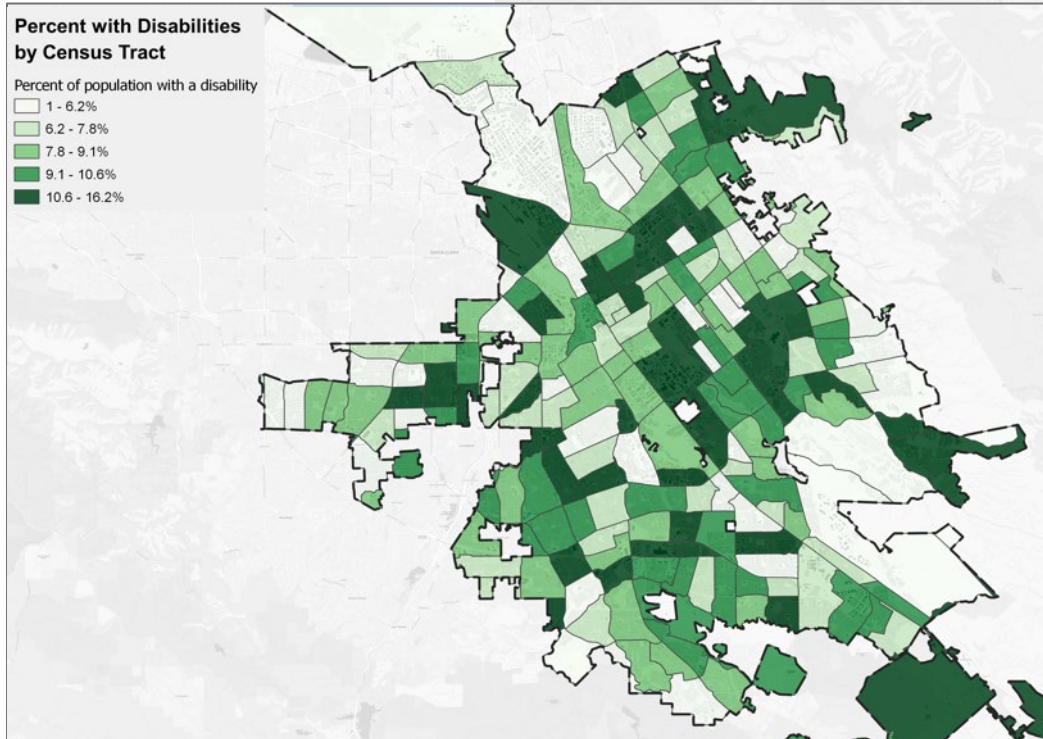 Percent with Disabilities
by Census Tract
Percent of population with a disability
1 - 6.2%
6.2 - 7.8%
7.8 - 9.1%
9.1 - 10.6%
10.6 - 16.2%